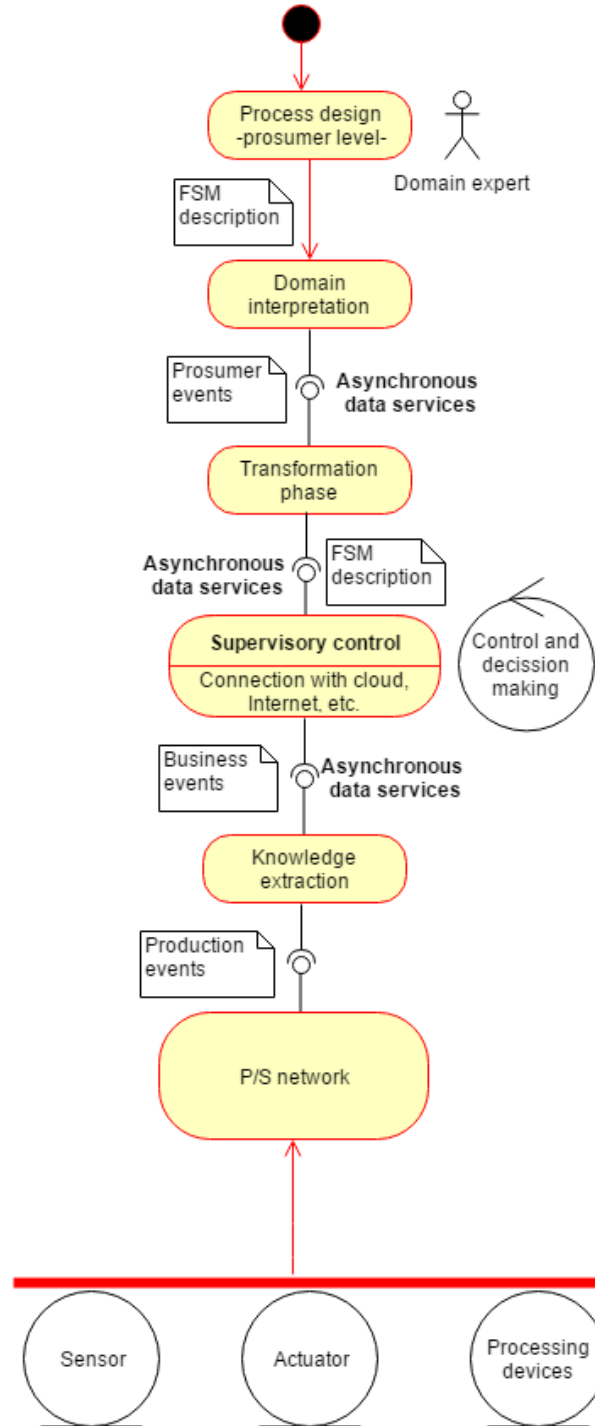 Process design
-prosumer level-
Domain expert
FSM
description
Domain
interpretation
Prosumer
events
Asynchronous
data services
Transformation
phase
Asynchronous
data services
FSM
description
Supervisory control
Connection with cloud,
Internet, etc.
Control and
decission
making
Business
events
Asynchronous
data services
Knowledge
extraction
Production
events
P/S network
Sensor
Actuator
Processing
devices